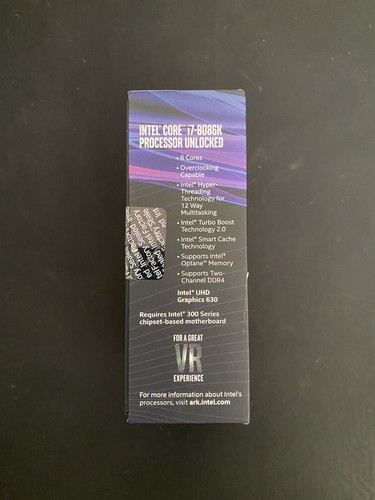 INTEL® CORE™ i7-8086K
PROCESSOR UNLOCKED
• 6 Cores
• Overclocking
Capable
• Intel® Hyper-
Threading
Technology for
12 Way
Multitasking
• Intel® Turbo Boost
Technology 2.0
• Intel® Smart Cache
Technology
• Supports Intel®
Optane™ Memory
• Supports Two-
Channel DDR4
Intel® UHD
Graphics 630
Requires Intel® 300 Series
chipset-based motherboard
FOR A GREAT
VR
EXPERIENCE
For more information about Intel's
processors, visit ark.intel.com